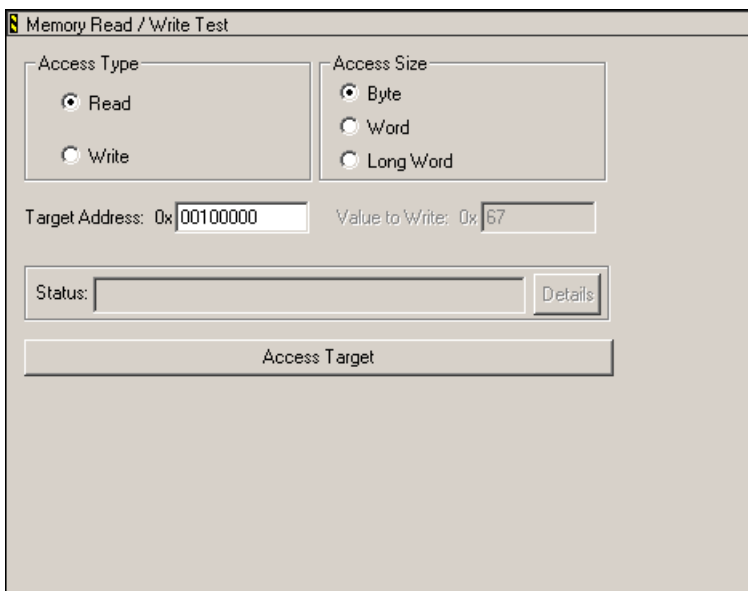 Memory Read / Write Test
Access Type
Read
Write
Access Size
Byte
Word
Long Word
Target Address: 0x 00100000 Value to Write: 0x 67
Status: Details
Access Target